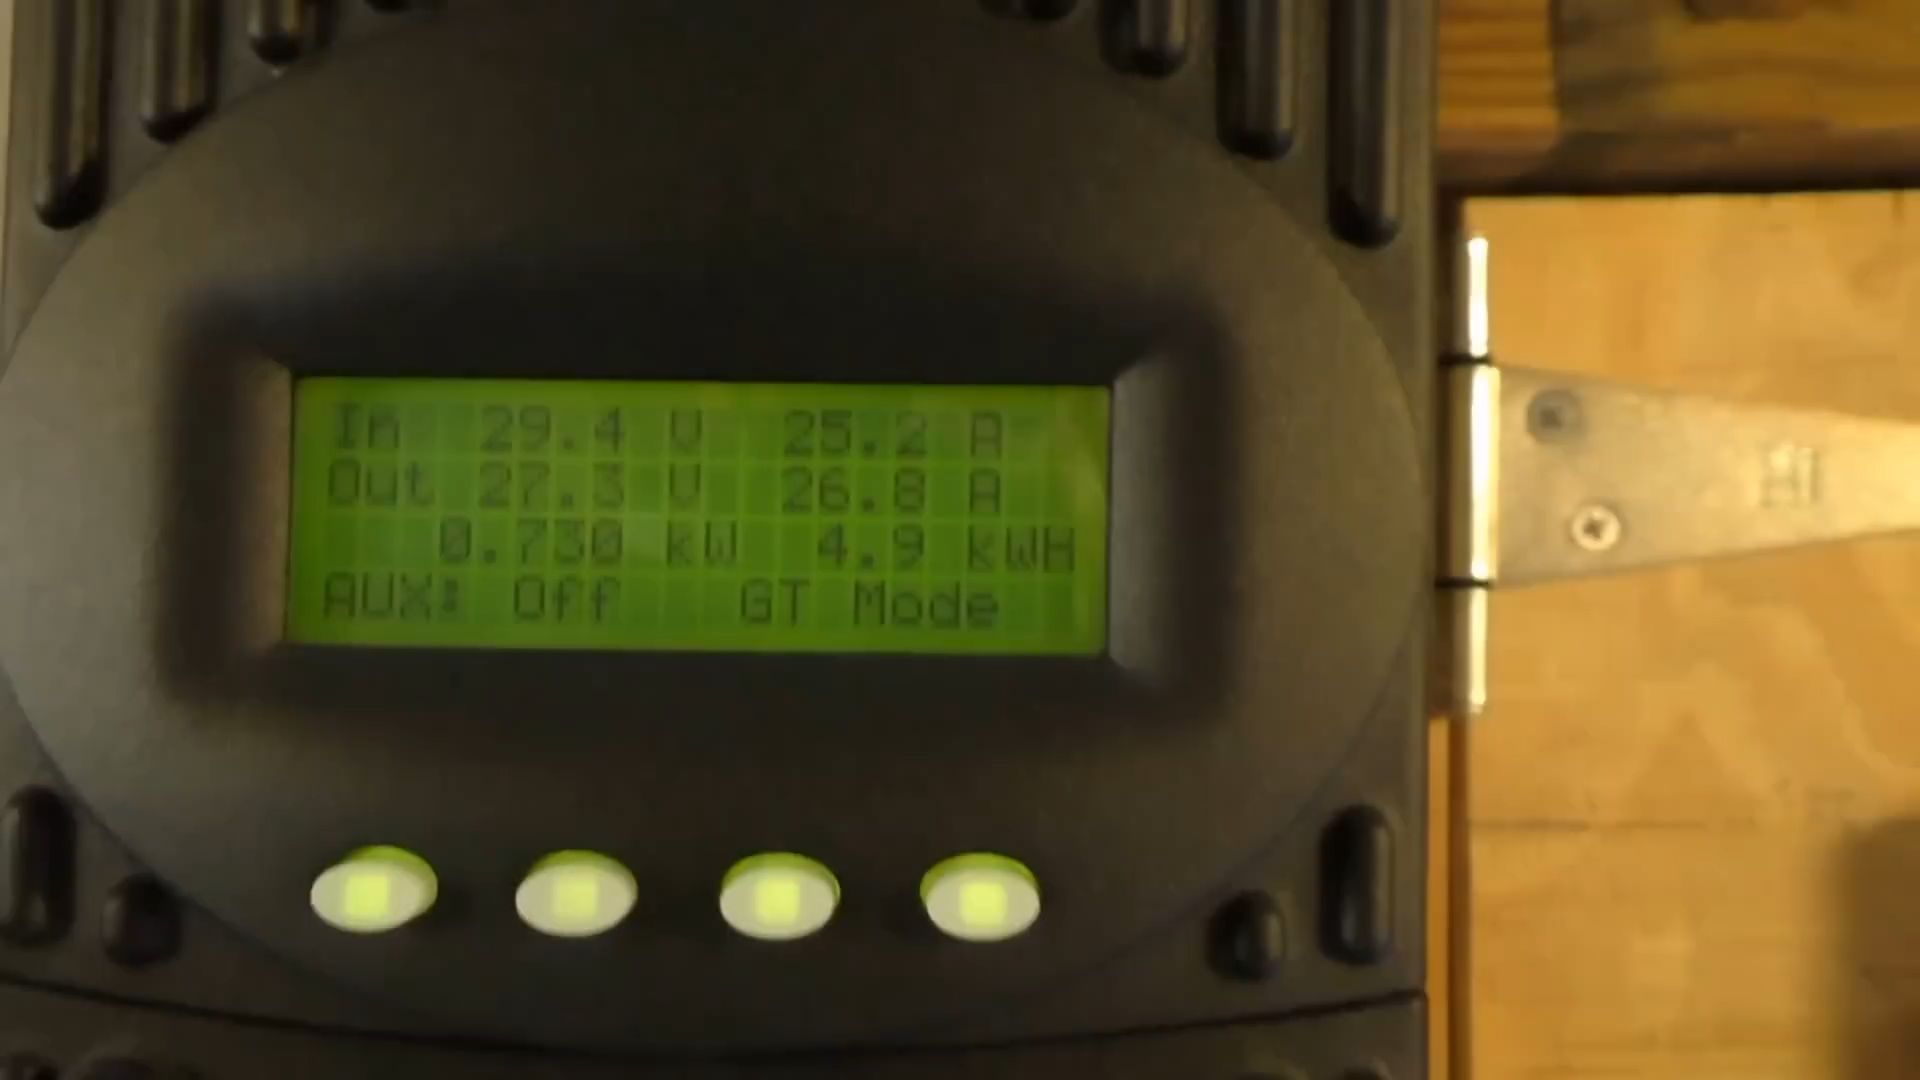 In 29.4 V 25.2 A
Out 27.3 V 26.8 A
0.730 kW 4.9 kWH
AUX: Off GT Mode